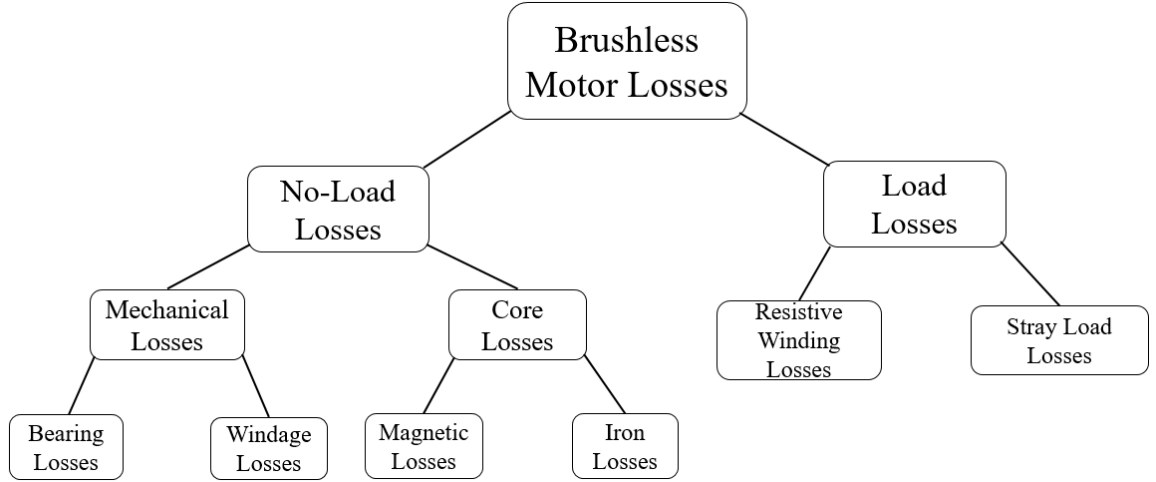 Brushless
Motor Losses
No-Load
Losses
Load
Losses
Mechanical
Losses
Core
Losses
Resistive
Winding
Losses
Stray Load
Losses
Bearing
Losses
Windage
Losses
Magnetic
Losses
Iron
Losses